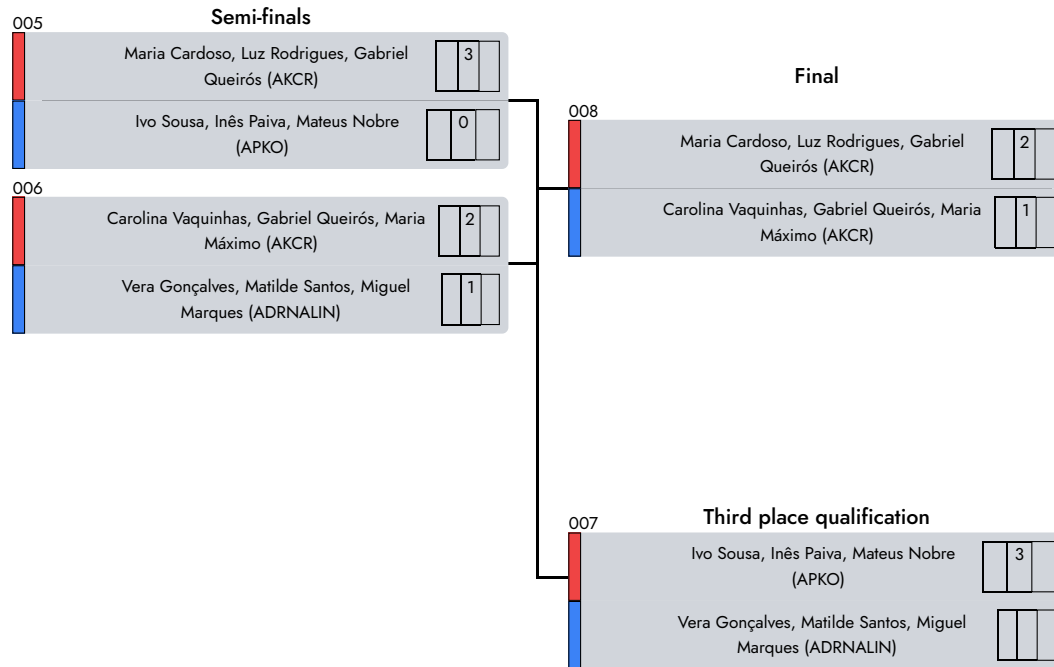 Semi-finals
005
Maria Cardoso, Luz Rodrigues, Gabriel
Queirós (AKCR)
3
Ivo Sousa, Inês Paiva, Mateus Nobre
(APKO)
0
006
Carolina Vaquinhas, Gabriel Queirós, Maria
Máximo (AKCR)
2
Vera Gonçalves, Matilde Santos, Miguel
Marques (ADRNALIN)
1
Final
008
Maria Cardoso, Luz Rodrigues, Gabriel
Queirós (AKCR)
2
Carolina Vaquinhas, Gabriel Queirós, Maria
Máximo (AKCR)
1
Third place qualification
007
Ivo Sousa, Inês Paiva, Mateus Nobre
(APKO)
3
Vera Gonçalves, Matilde Santos, Miguel
Marques (ADRNALIN)